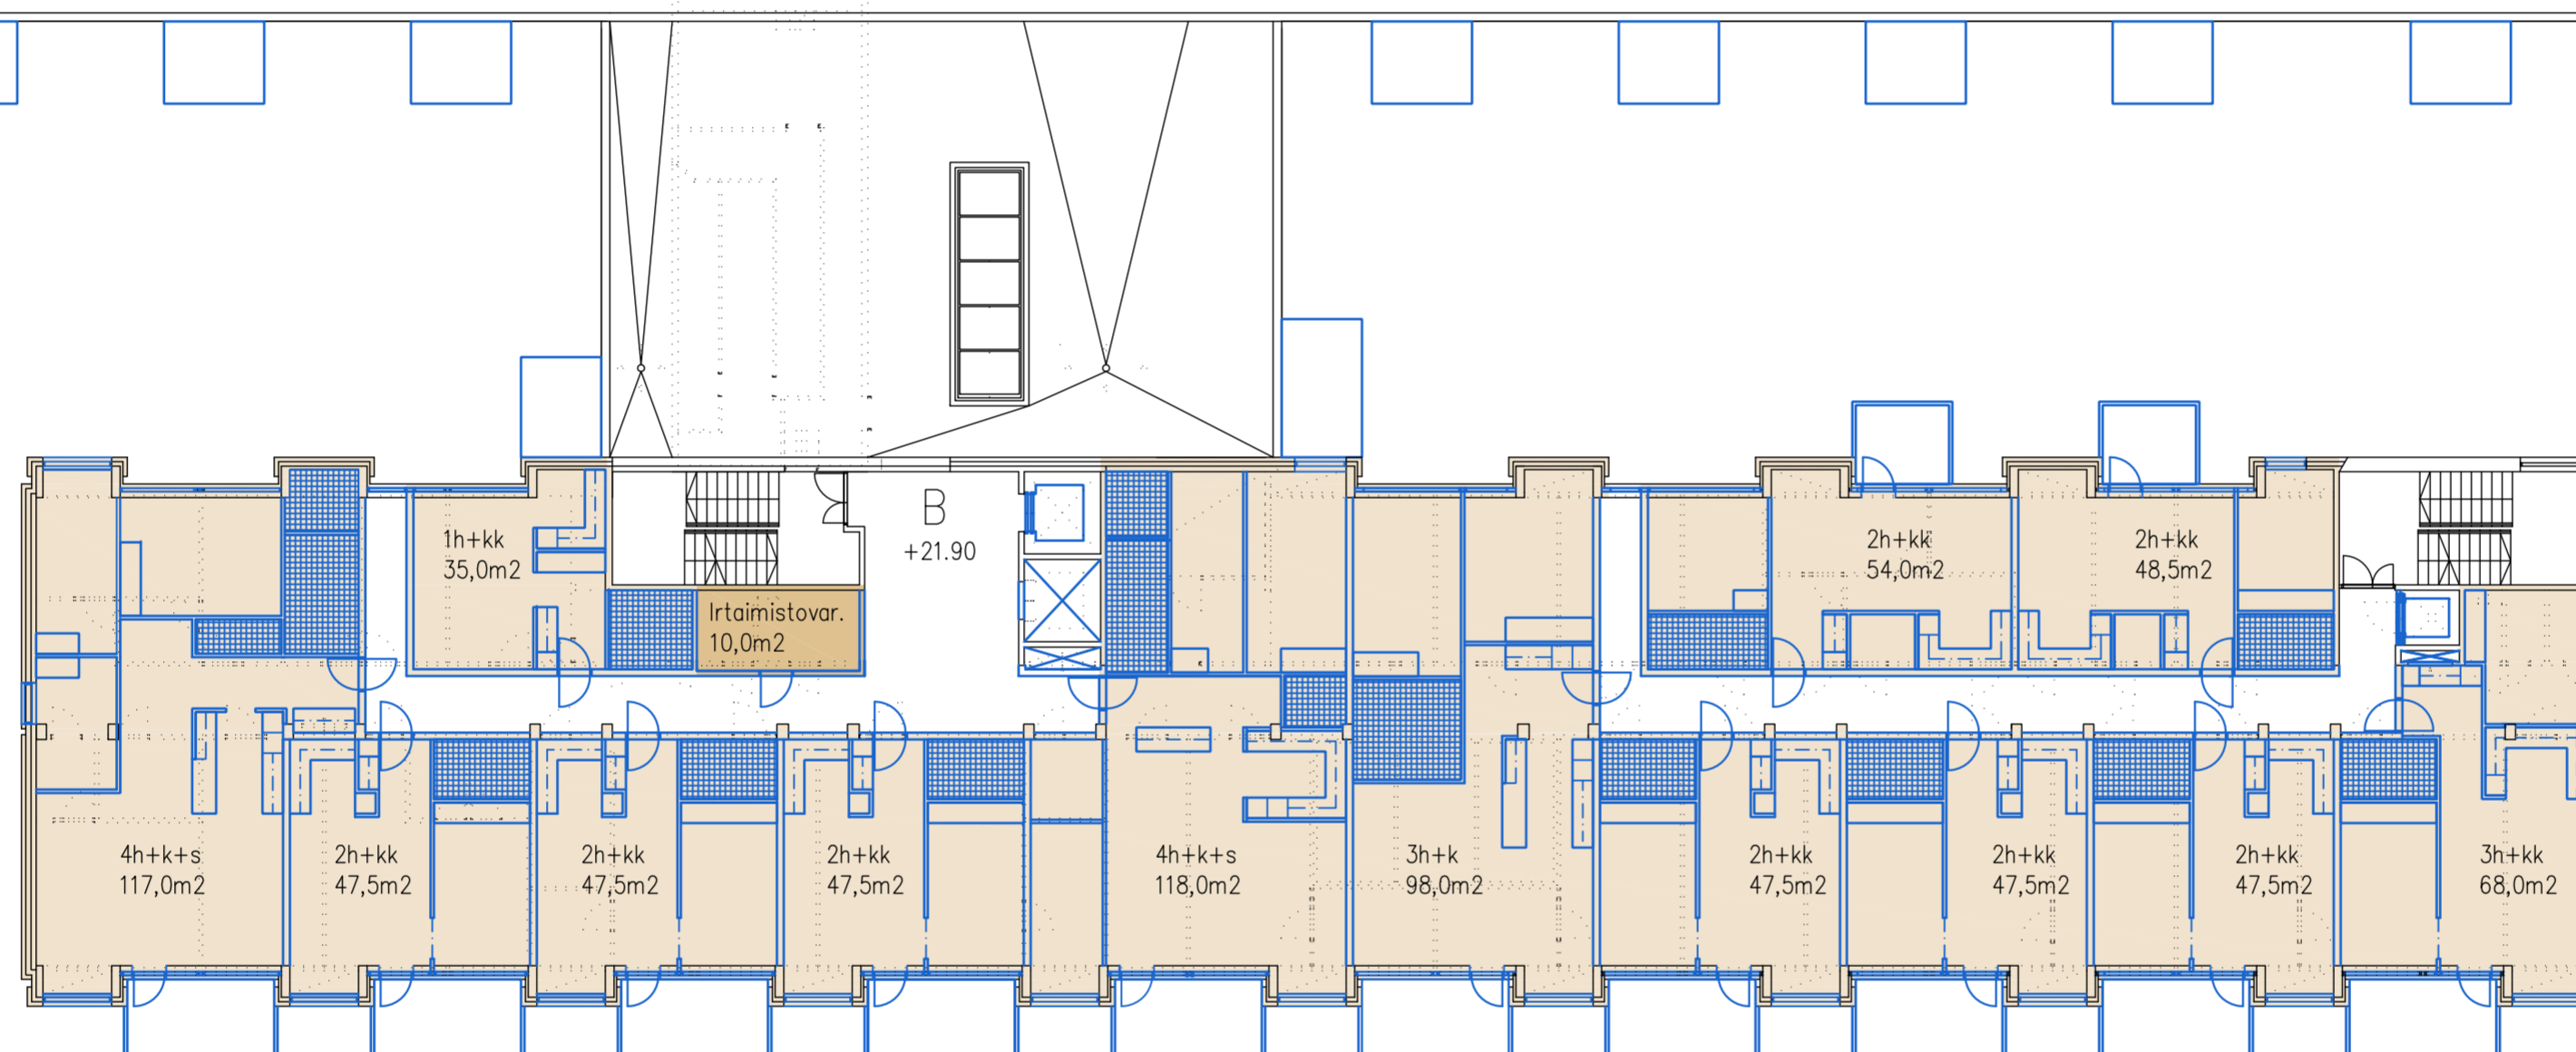 B
+21.90
1h+kk
35,0m2
Irtaimistovar.
10,0m2
2h+kk
54,0m2
2h+kk
48,5m2
4h+k+s
117,0m2
2h+kk
47,5m2
2h+kk
47,5m2
2h+kk
47,5m2
4h+k+s
118,0m2
3h+k
98,0m2
2h+kk
47,5m2
2h+kk
47,5m2
2h+kk
47,5m2
3h+kk
68,0m2